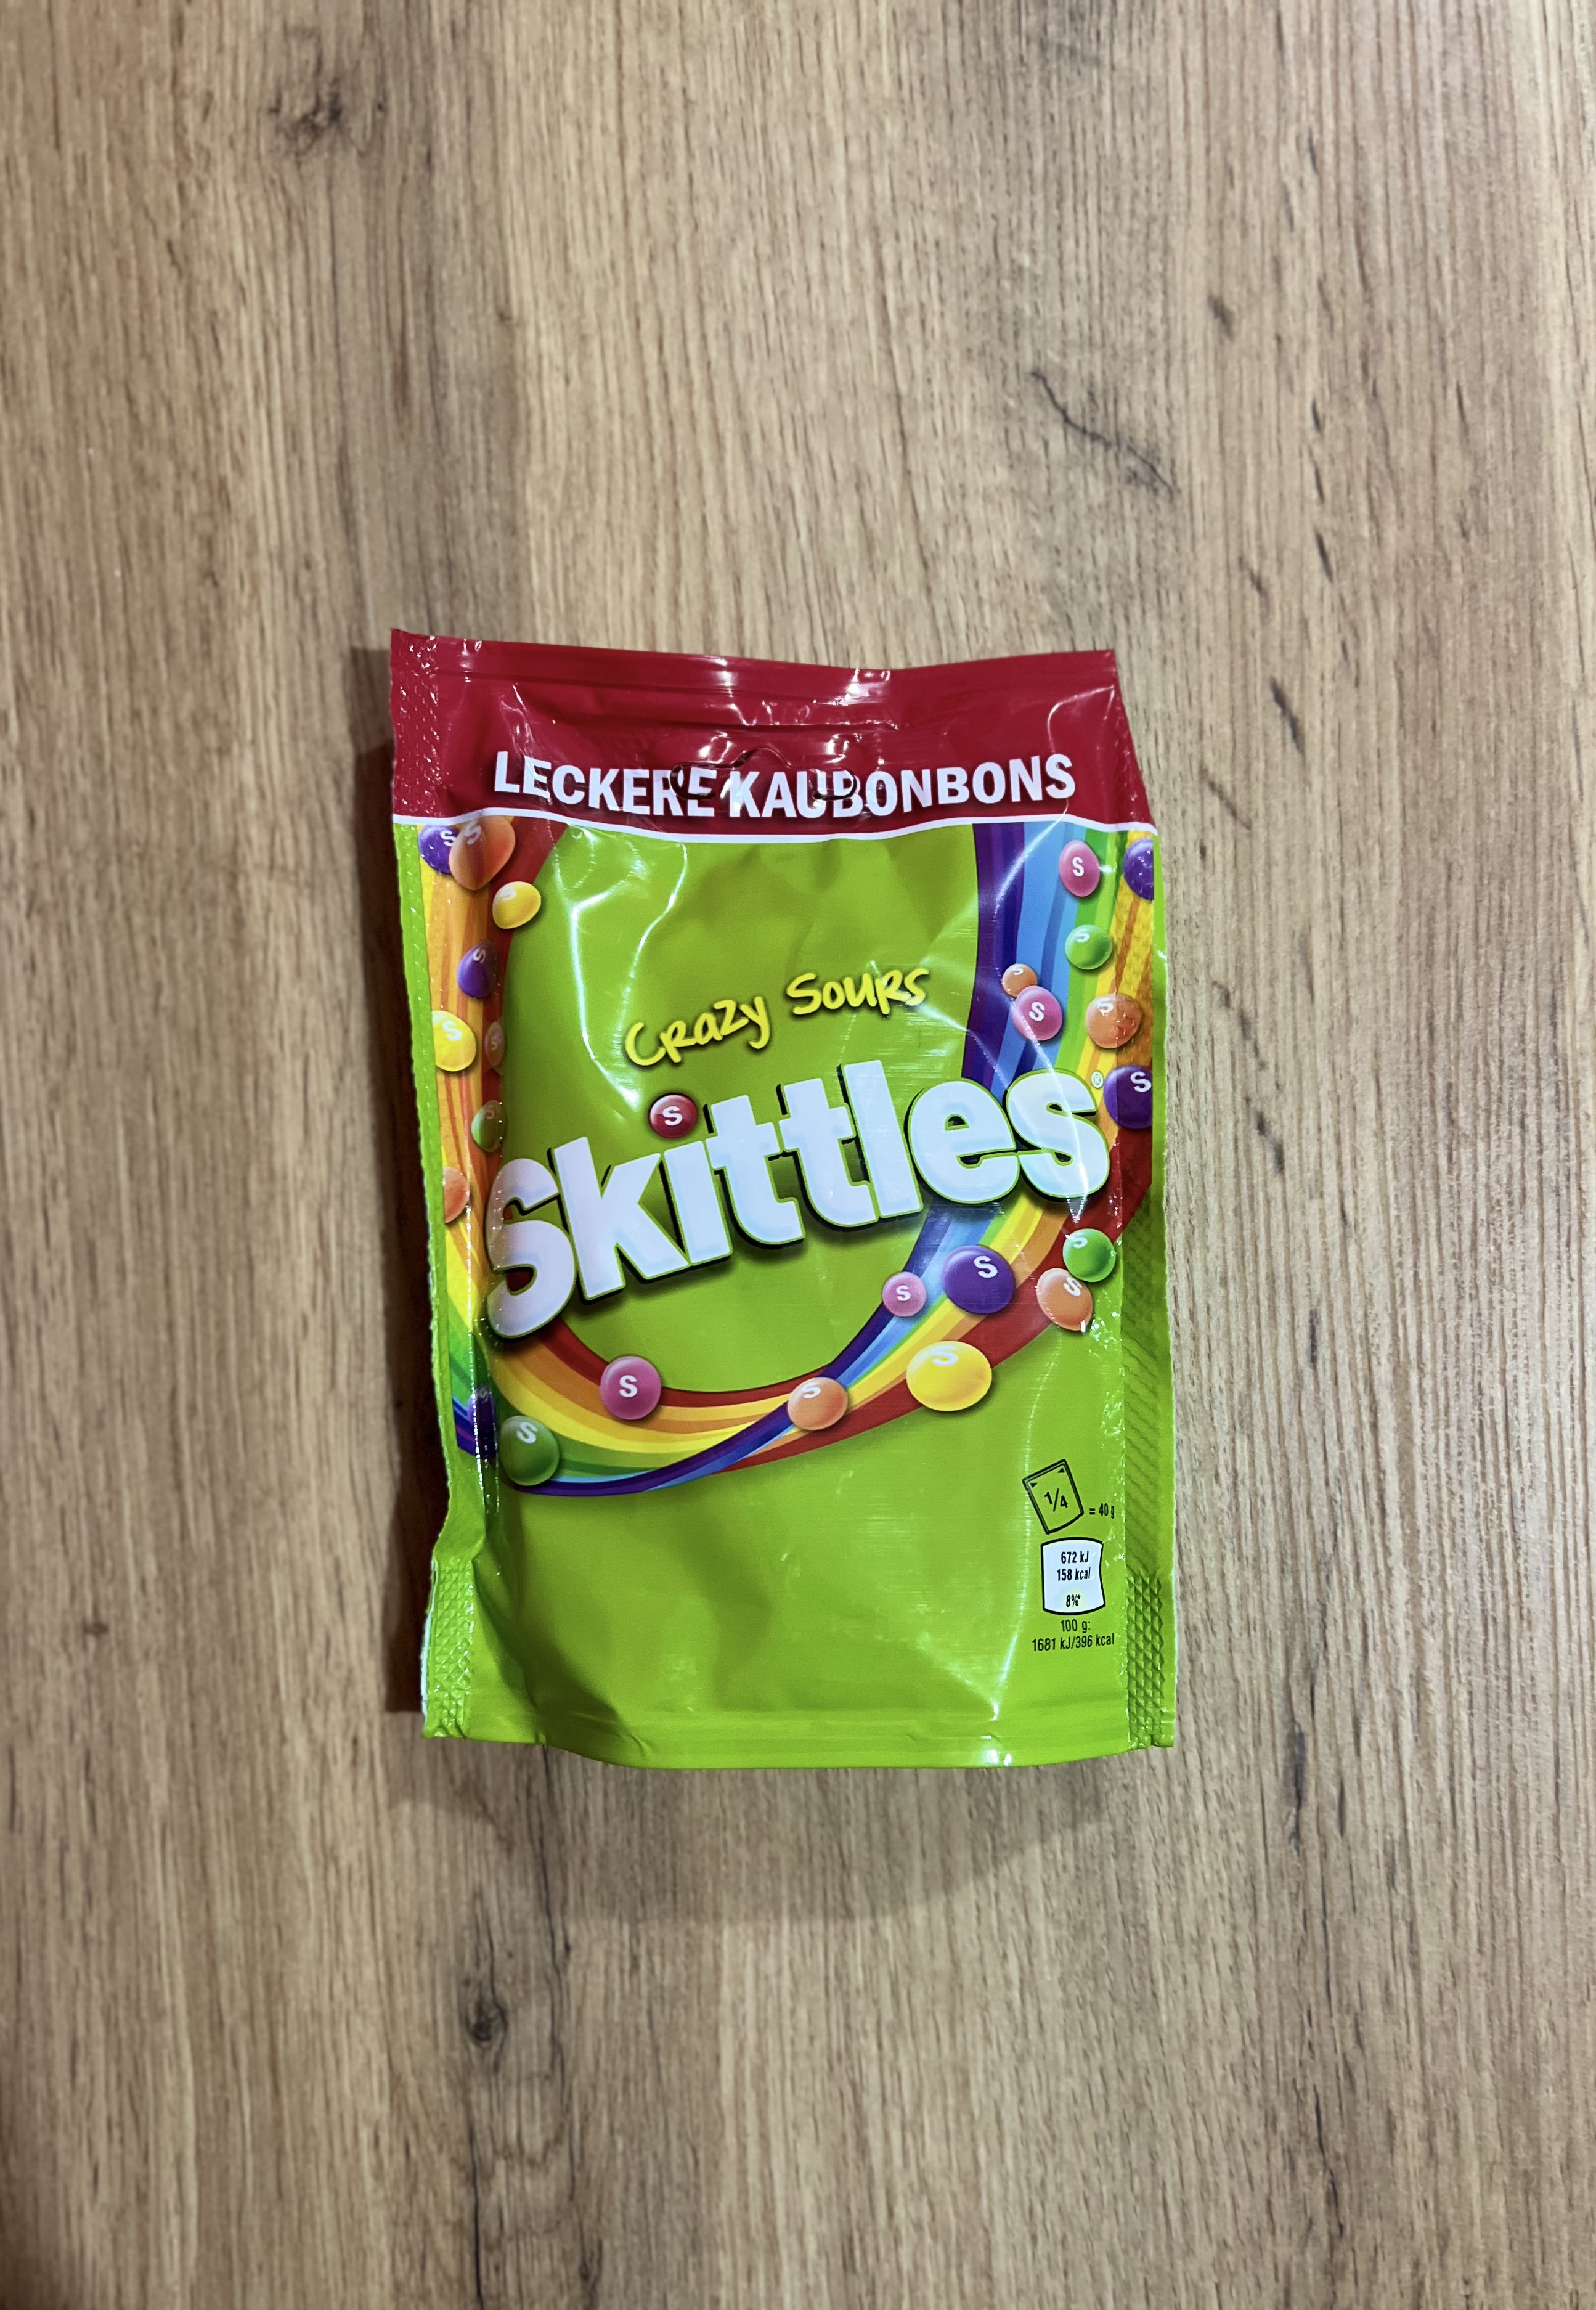 LECKERE KAUBONBONS
Crazy Sours
Skittles®
1/4
= 40 g
672 kJ
158 kcal
8%*
100 g:
1681 kJ/396 kcal